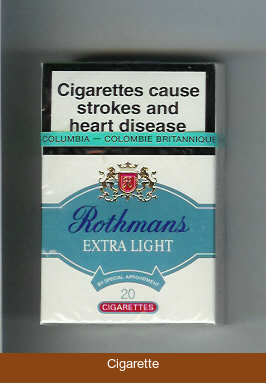 Cigarettes cause
strokes and
heart disease
COLUMBIA — COLOMBIE BRITANNIQUE
Rothmans
EXTRA LIGHT
BY SPECIAL APPOINTMENT
20
CIGARETTES
Cigarette